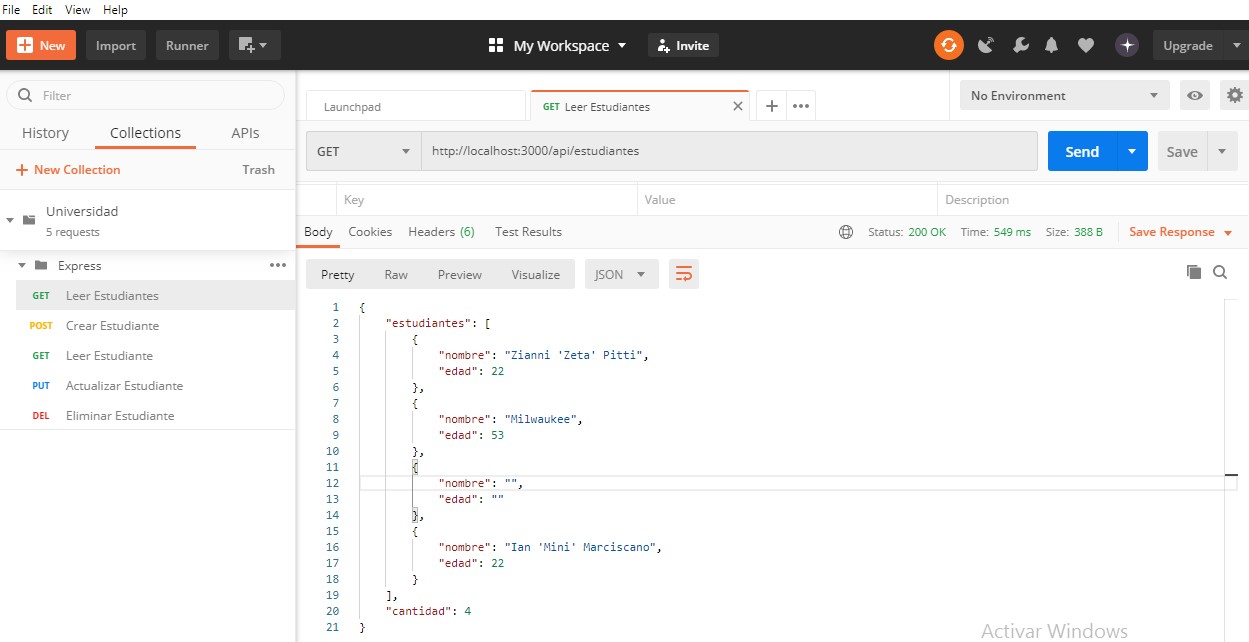 File Edit View Help
New Import Runner My Workspace Invite Upgrade
Filter
History Collections APIs
New Collection Trash
Universidad
5 requests
Express
GET Leer Estudiantes
POST Crear Estudiante
GET Leer Estudiante
PUT Actualizar Estudiante
DEL Eliminar Estudiante
Launchpad GET Leer Estudiantes No Environment
GET http://localhost:3000/api/estudiantes Send Save
Key Value Description
Body Cookies Headers (6) Test Results Status: 200 OK Time: 549 ms Size: 388 B Save Response
Pretty Raw Preview Visualize JSON
1 {
2 "estudiantes": [
3 {
4 "nombre": "Zianni 'Zeta' Pitti",
5 "edad": 22
6 },
7 {
8 "nombre": "Milwaukee",
9 "edad": 53
10 },
11 {
12 "nombre": "",
13 "edad": ""
14 },
15 {
16 "nombre": "Ian 'Mini' Marciscano",
17 "edad": 22
18 }
19 ],
20 "cantidad": 4
21 }
Activar Windows